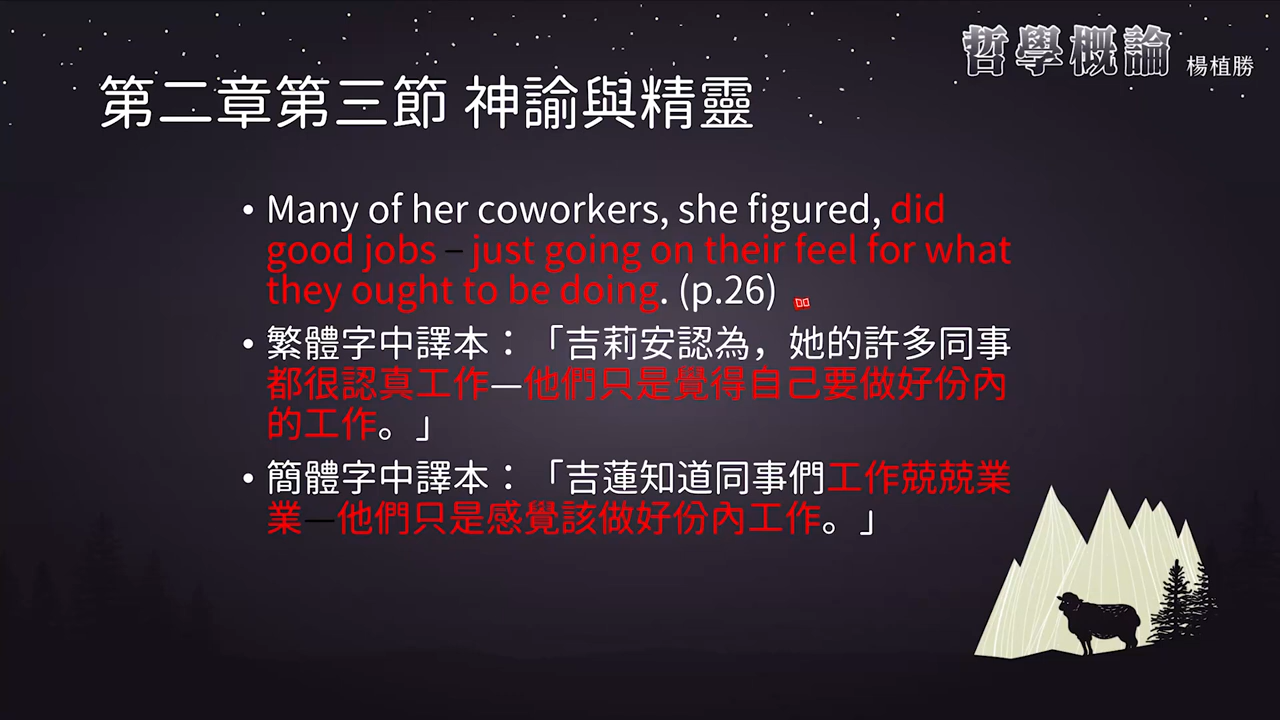 哲學概論 楊植勝
第二章第三節 神諭與精靈
• Many of her coworkers, she figured, did
good jobs – just going on their feel for what
they ought to be doing. (p.26)
• 繁體字中譯本：「吉莉安認為，她的許多同事
都很認真工作—他們只是覺得自己要做好份內
的工作。」
• 簡體字中譯本：「吉蓮知道同事們工作兢兢業
業—他們只是感覺該做好份內工作。」